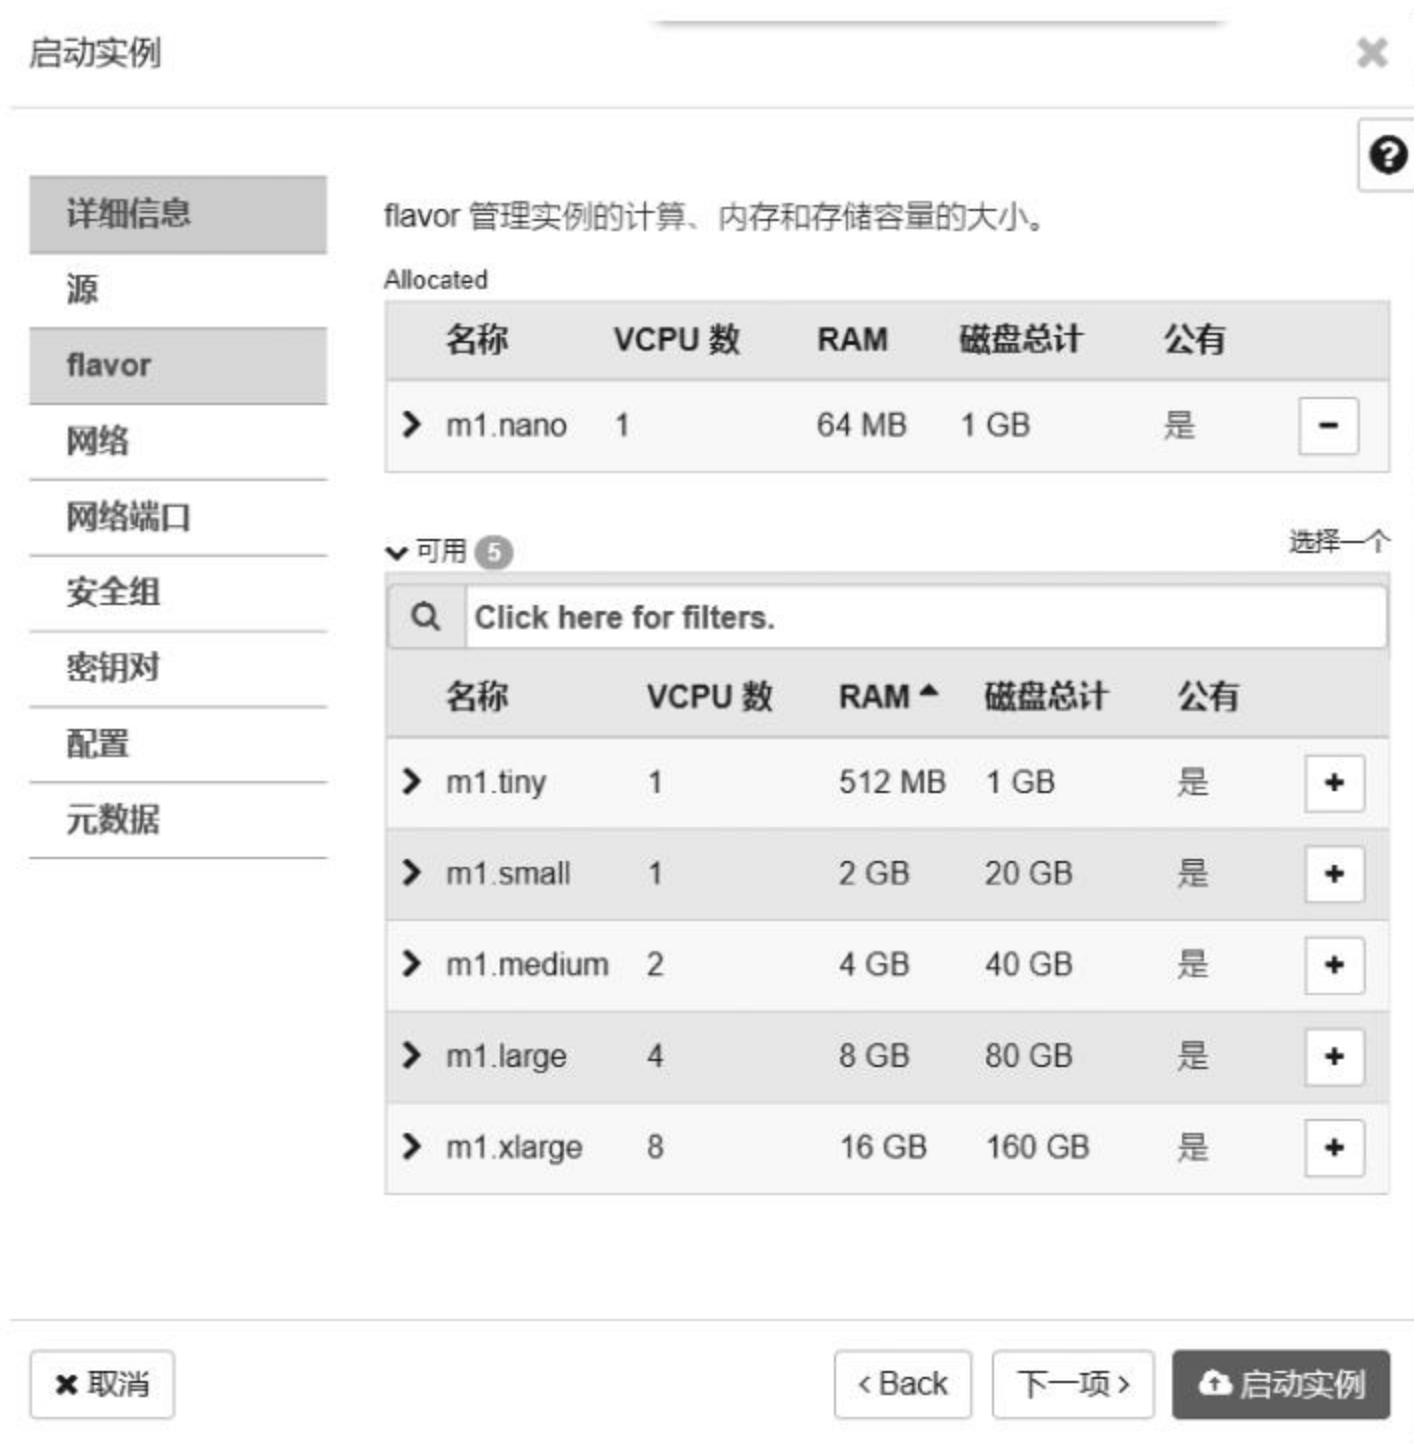 启动实例
详细信息
源
flavor
网络
网络端口
安全组
密钥对
配置
元数据
flavor 管理实例的计算、内存和存储容量的大小。
Allocated
名称 VCPU 数 RAM 磁盘总计 公有
m1.nano 1 64 MB 1 GB 是
可用 5 选择一个
Click here for filters.
名称 VCPU 数 RAM 磁盘总计 公有
m1.tiny 1 512 MB 1 GB 是
m1.small 1 2 GB 20 GB 是
m1.medium 2 4 GB 40 GB 是
m1.large 4 8 GB 80 GB 是
m1.xlarge 8 16 GB 160 GB 是
取消 < Back 下一项 > 启动实例